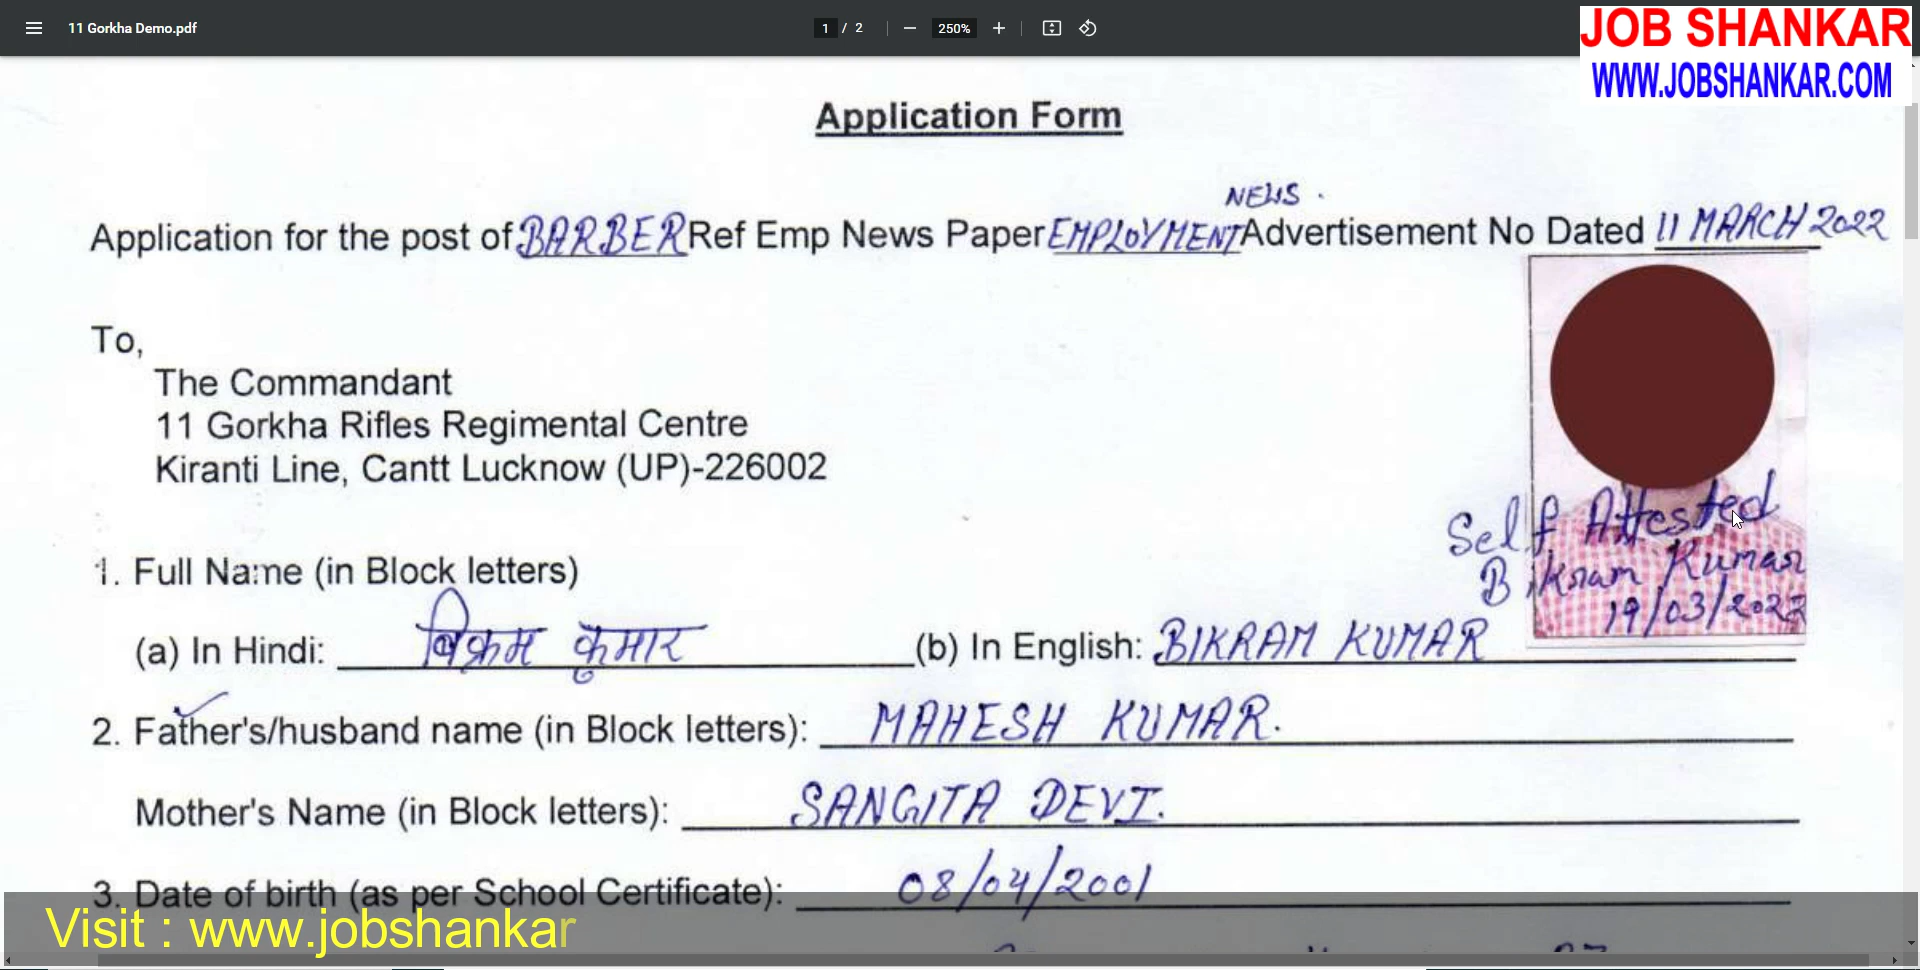 11 Gorkha Demo.pdf
1 / 2
250%
JOB SHANKAR
WWW.JOBSHANKAR.COM
Application Form
NEWS .
Application for the post of BARBER Ref Emp News Paper EMPLOYMENT Advertisement No Dated 11 MARCH 2022
To,
The Commandant
11 Gorkha Rifles Regimental Centre
Kiranti Line, Cantt Lucknow (UP)-226002
Self Attested
Bikram Kumar
19/03/2022
1. Full Name (in Block letters)
(a) In Hindi: विक्रम कुमार (b) In English: BIKRAM KUMAR
2. Father's/husband name (in Block letters): MAHESH KUMAR.
Mother's Name (in Block letters): SANGITA DEVI.
3. Date of birth (as per School Certificate): 08/04/2001
Visit : www.jobshankar